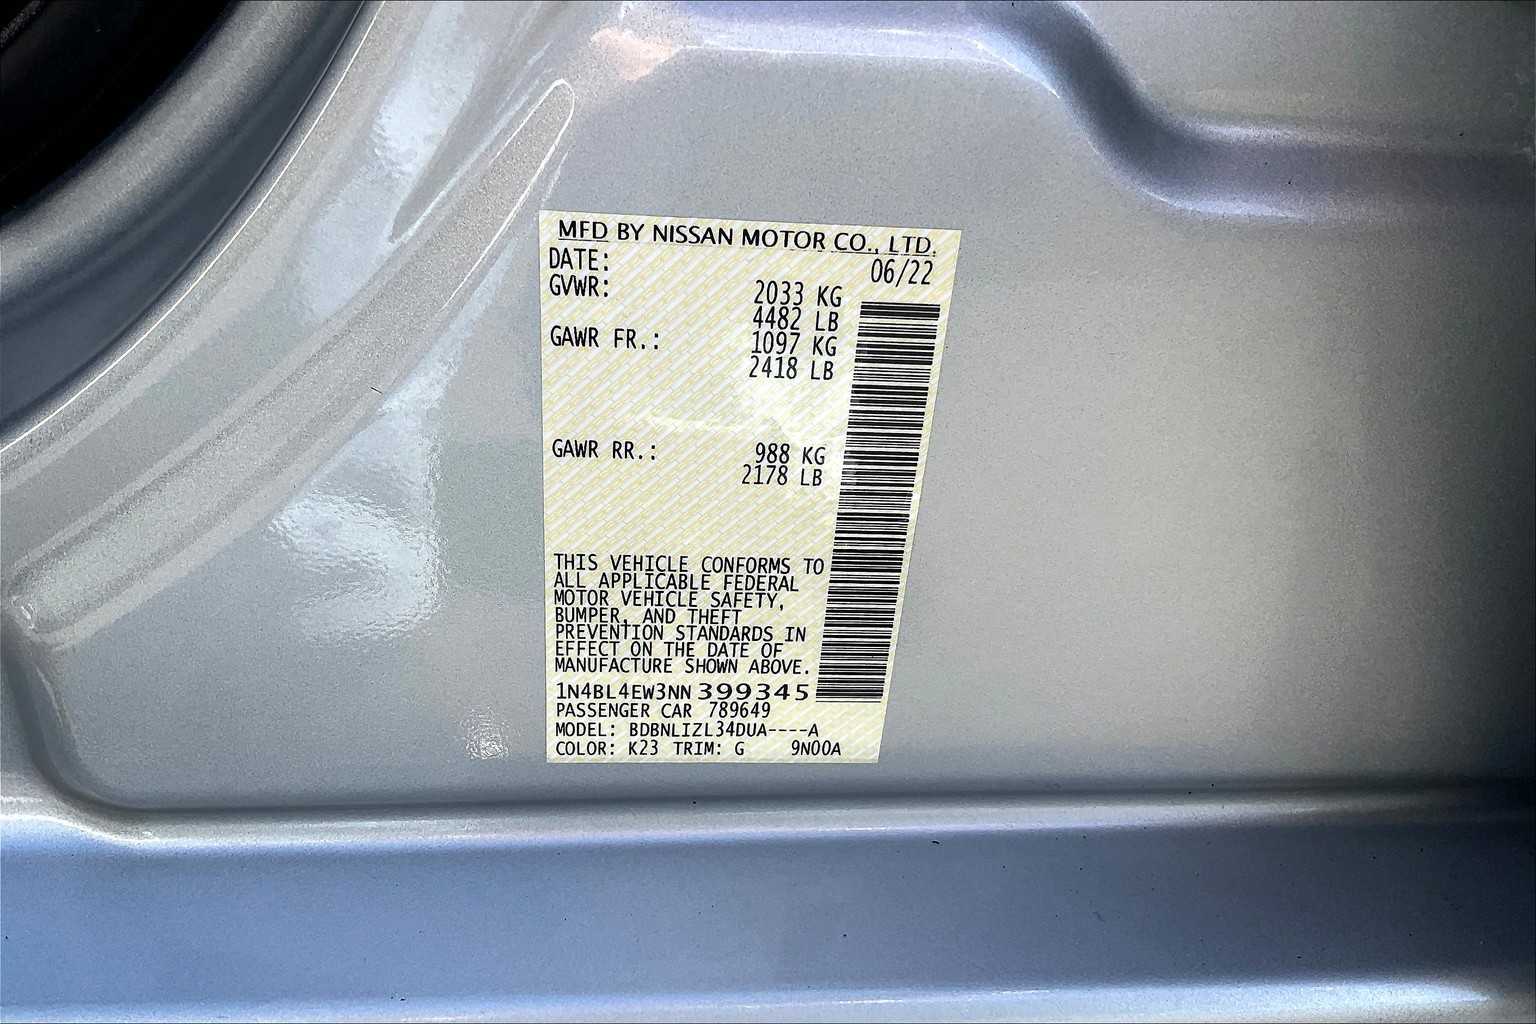 MFD BY NISSAN MOTOR CO., LTD.
DATE: 06/22
GVWR: 2033 KG
4482 LB
GAWR FR.: 1097 KG
2418 LB
GAWR RR.: 988 KG
2178 LB
THIS VEHICLE CONFORMS TO
ALL APPLICABLE FEDERAL
MOTOR VEHICLE SAFETY,
BUMPER, AND THEFT
PREVENTION STANDARDS IN
EFFECT ON THE DATE OF
MANUFACTURE SHOWN ABOVE.
1N4BL4EW3NN399345
PASSENGER CAR 789649
MODEL: BDBNLIZL34DUA----A
COLOR: K23 TRIM: G 9N00A